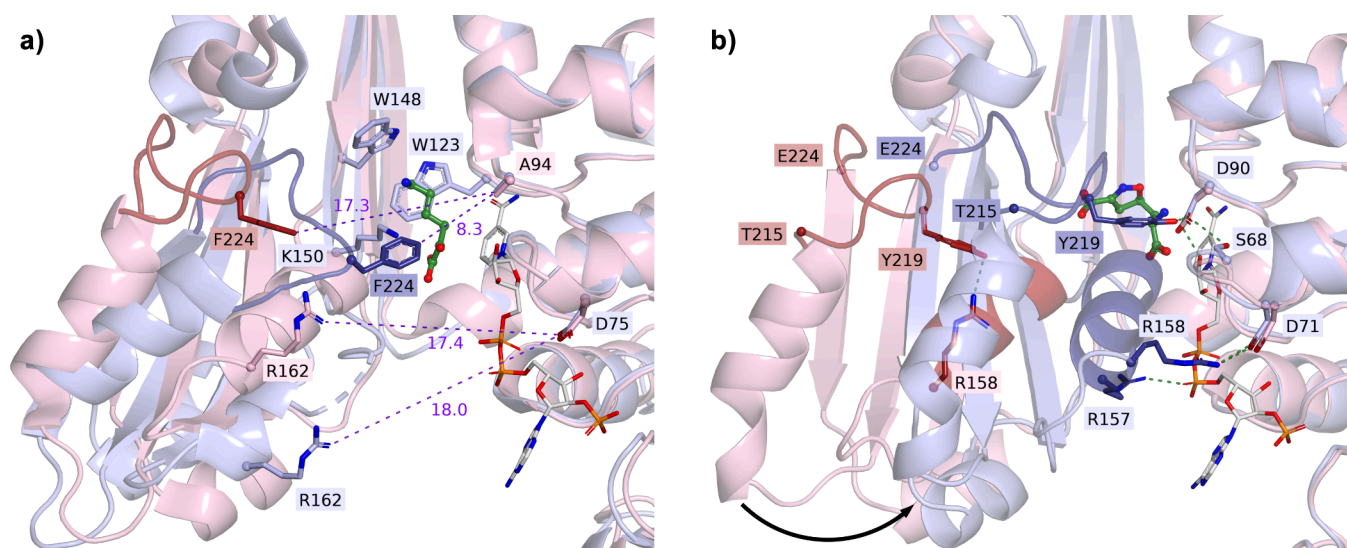 a)
W148
W123
A94
17.3
8.3
F224
K150
F224
D75
17.4
R162
18.0
R162
b)
E224
E224
D90
T215
T215
S68
Y219
Y219
R158
D71
R158
R157